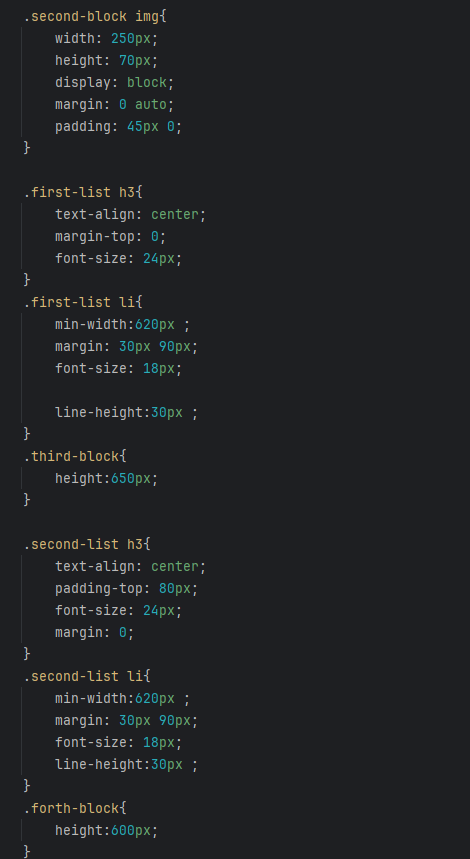 .second-block img{
    width: 250px;
    height: 70px;
    display: block;
    margin: 0 auto;
    padding: 45px 0;
}

.first-list h3{
    text-align: center;
    margin-top: 0;
    font-size: 24px;
}
.first-list li{
    min-width:620px ;
    margin: 30px 90px;
    font-size: 18px;

    line-height:30px ;
}
.third-block{
    height:650px;
}

.second-list h3{
    text-align: center;
    padding-top: 80px;
    font-size: 24px;
    margin: 0;
}
.second-list li{
    min-width:620px ;
    margin: 30px 90px;
    font-size: 18px;
    line-height:30px ;
}
.forth-block{
    height:600px;
}